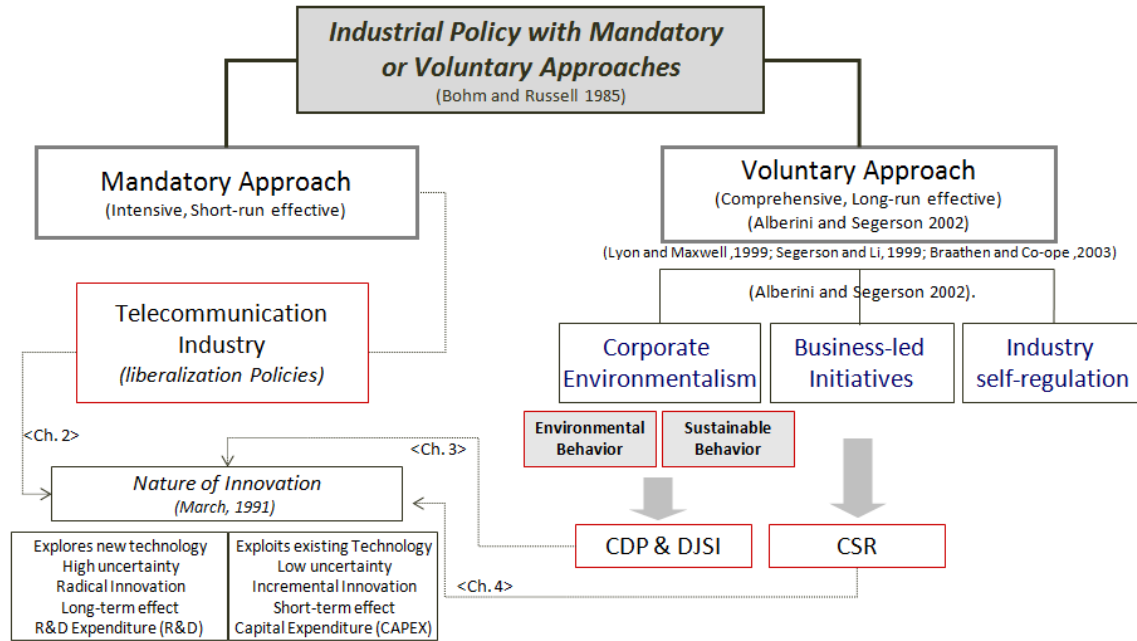 Industrial Policy with Mandatory
or Voluntary Approaches
(Bohm and Russell 1985)
Mandatory Approach
(Intensive, Short-run effective)
Voluntary Approach
(Comprehensive, Long-run effective)
(Alberini and Segerson 2002)
(Lyon and Maxwell ,1999; Segerson and Li, 1999; Braathen and Co-ope ,2003)
(Alberini and Segerson 2002).
Telecommunication
Industry
(liberalization Policies)
Corporate
Environmentalism
Business-led
Initiatives
Industry
self-regulation
Environmental
Behavior
Sustainable
Behavior
<Ch. 2>
<Ch. 3>
Nature of Innovation
(March, 1991)
Explores new technology
High uncertainty
Radical Innovation
Long-term effect
R&D Expenditure (R&D)
Exploits existing Technology
Low uncertainty
Incremental Innovation
Short-term effect
Capital Expenditure (CAPEX)
CDP & DJSI
CSR
<Ch. 4>